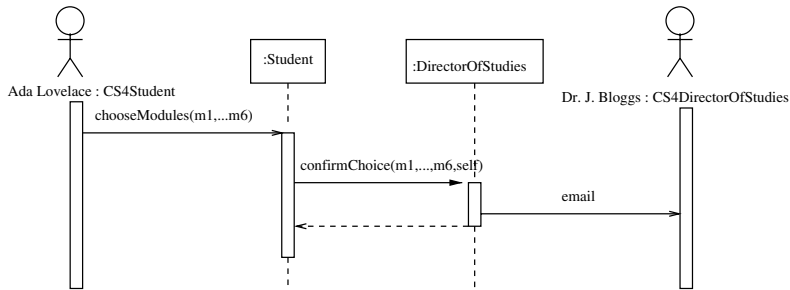 :Student
:DirectorOfStudies
Ada Lovelace : CS4Student
Dr. J. Bloggs : CS4DirectorOfStudies
chooseModules(m1,...m6)
confirmChoice(m1,...,m6,self)
email